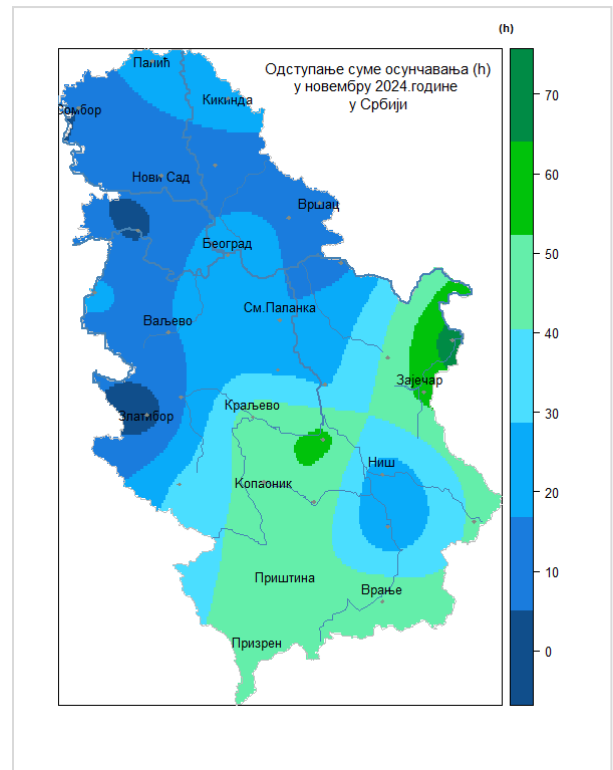 (h)
Одступање суме осунчавања (h)
у новембру 2024.године
у Србији
Палић
Кикинда
Сомбор
Нови Сад
Вршац
Београд
См.Паланка
Ваљево
Зајечар
Златибор
Краљево
Ниш
Копаоник
Приштина
Врање
Призрен
70
60
50
40
30
20
10
0